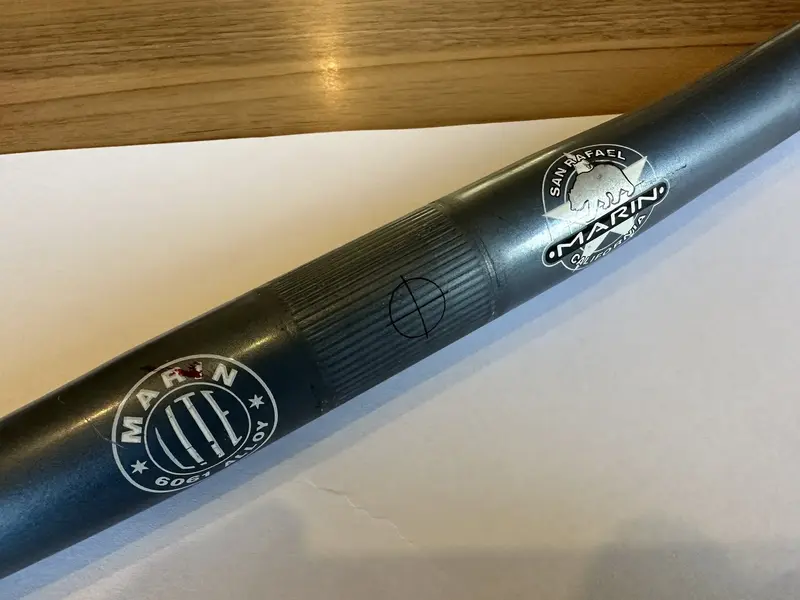 MARIN
LITE
6061 ALLOY
SAN RAFAEL
·MARIN·
CALIFORNIA